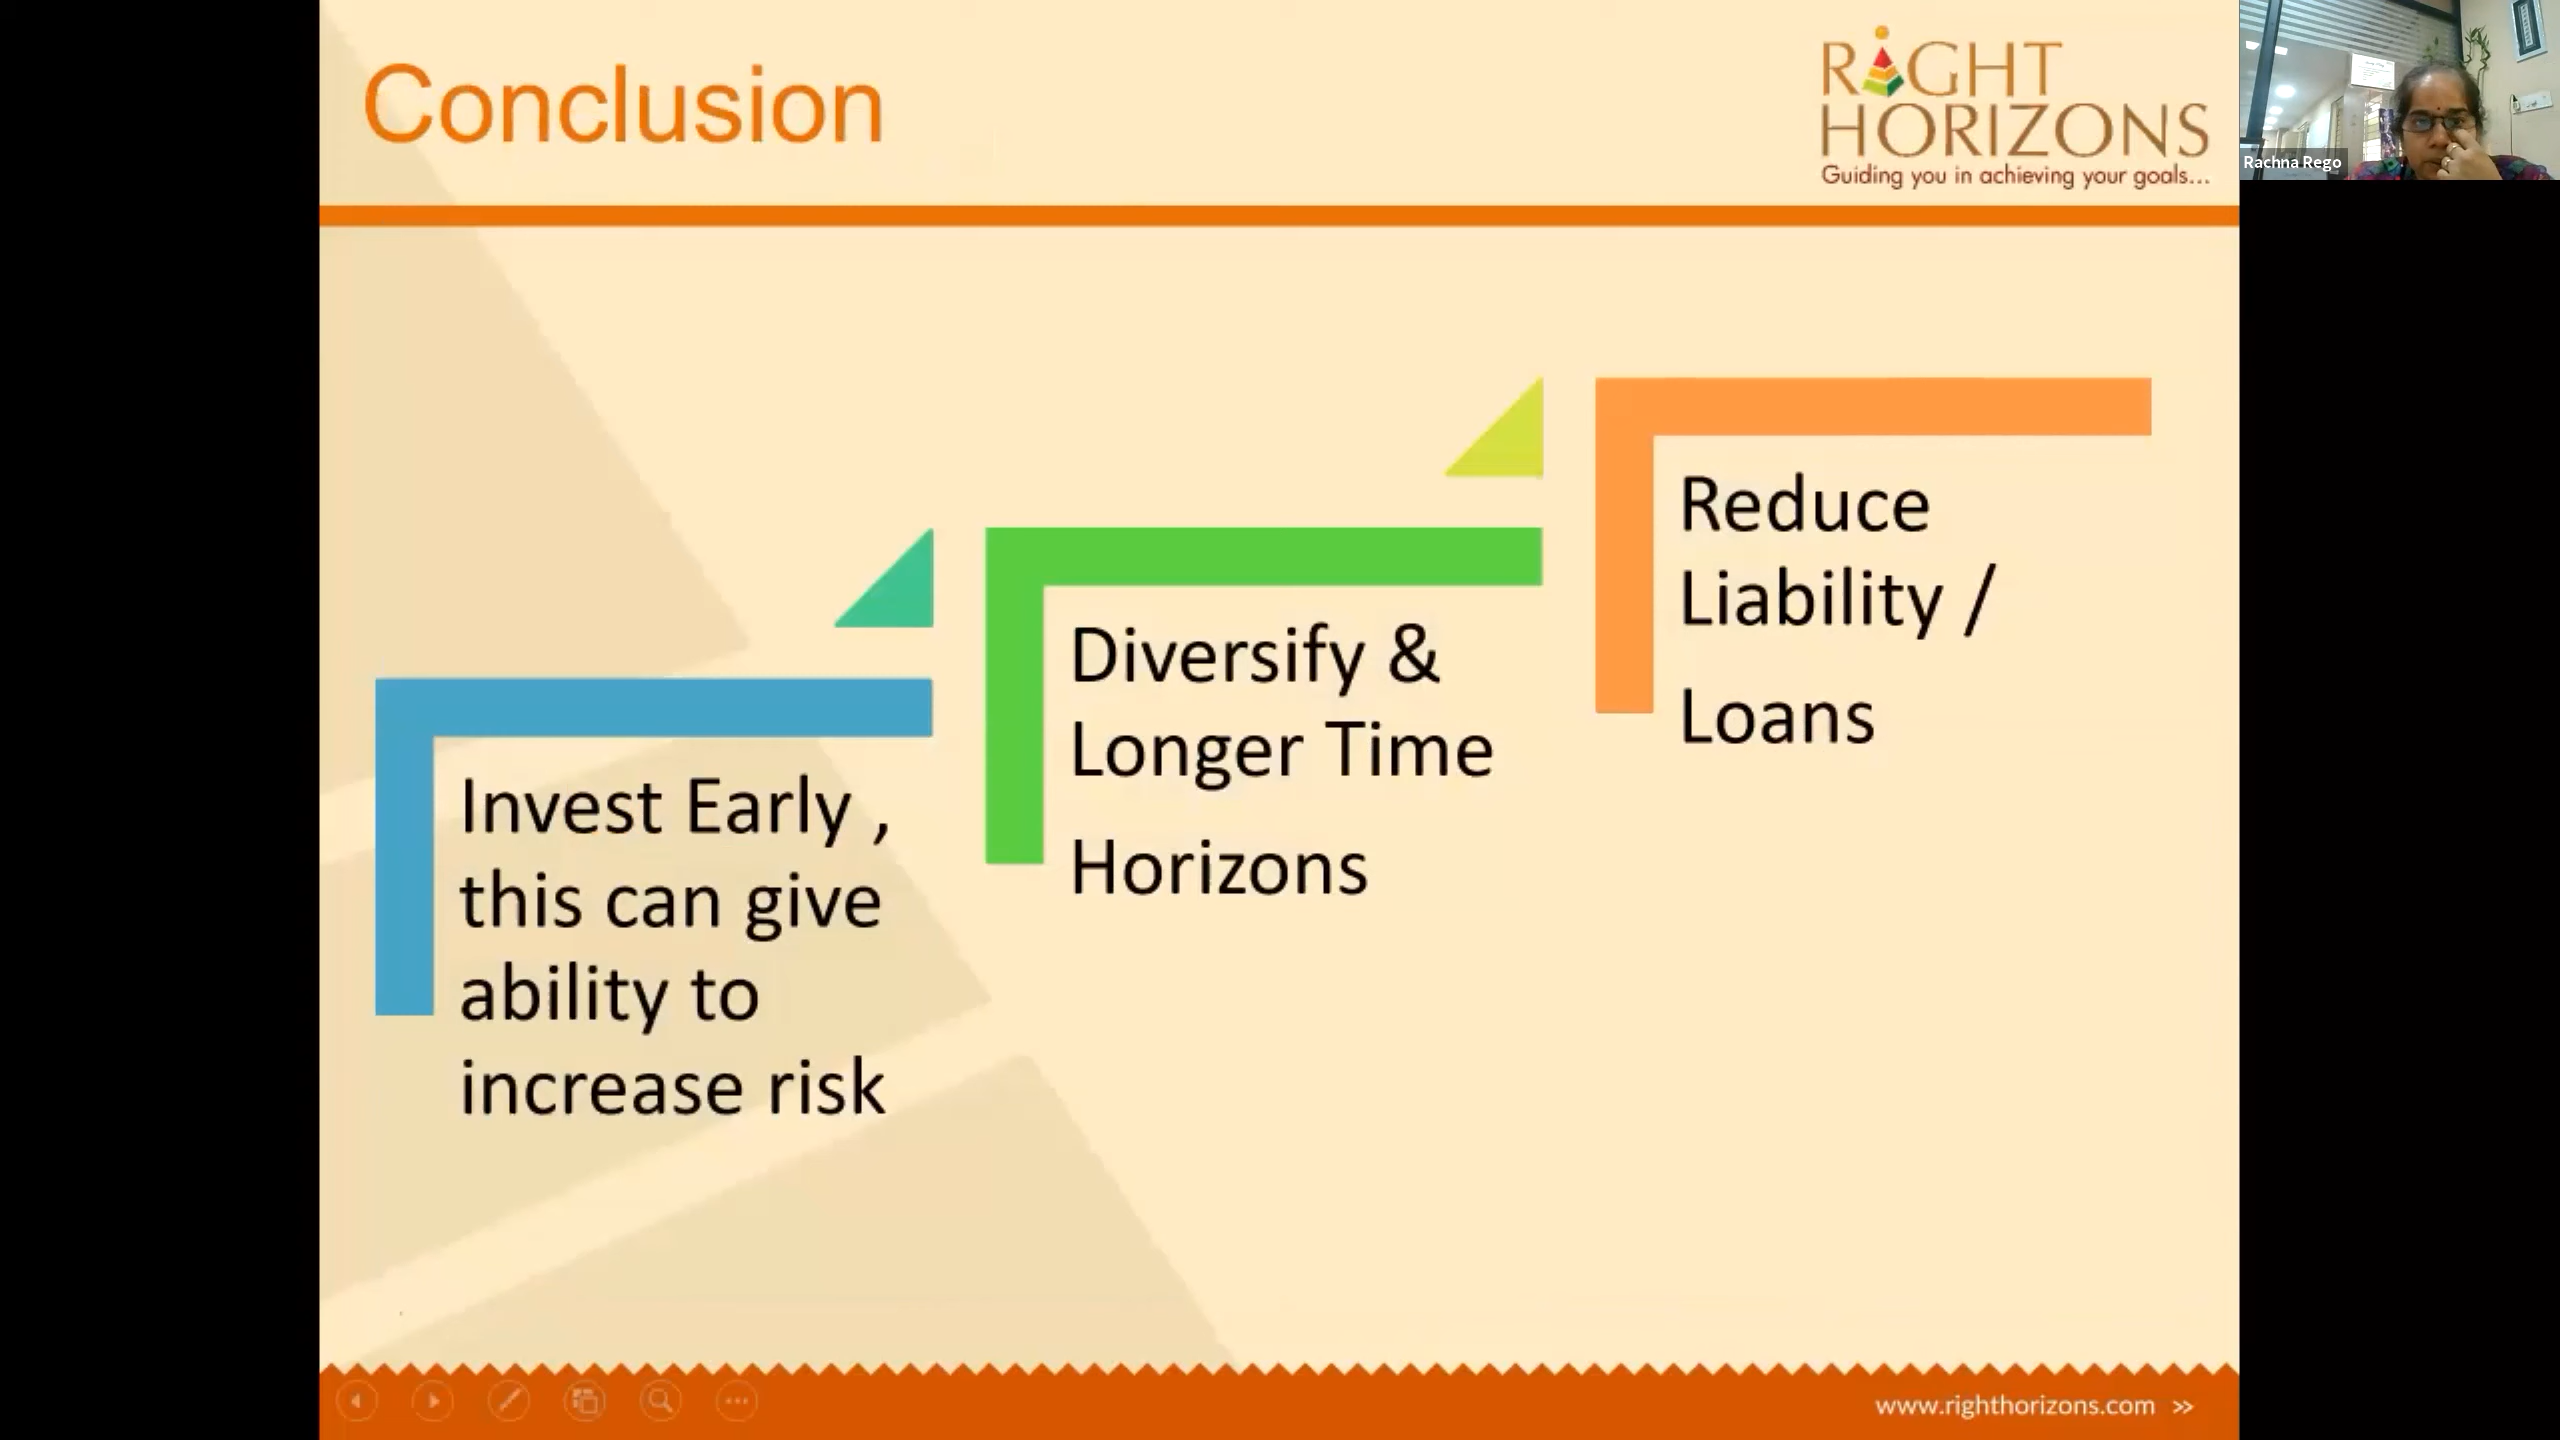 Conclusion
RIGHT
HORIZONS
Guiding you in achieving your goals...
Rachna Rego
Invest Early ,
this can give
ability to
increase risk
Diversify &
Longer Time
Horizons
Reduce
Liability /
Loans
www.righthorizons.com »